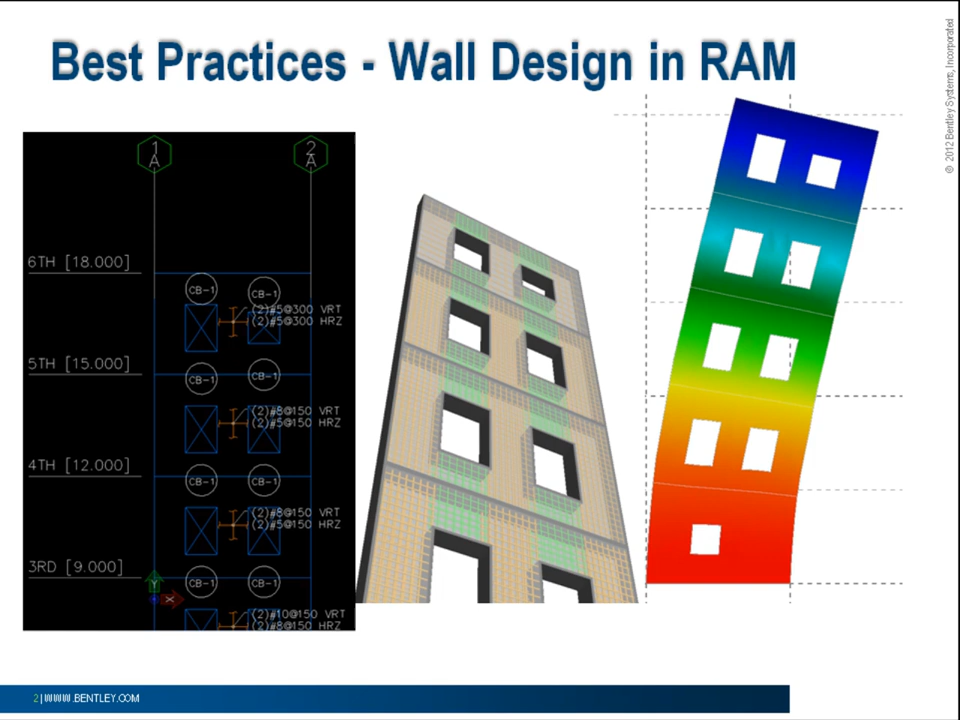 Best Practices - Wall Design in RAM
© 2012 Bentley Systems, Incorporated
1
A
2
A
6TH [18.000]
CB-1
CB-1
(2)#5@300 VRT
(2)#5@300 HRZ
5TH [15.000]
CB-1
CB-1
(2)#8@150 VRT
(2)#5@150 HRZ
4TH [12.000]
CB-1
CB-1
(2)#8@150 VRT
(2)#5@150 HRZ
3RD [9.000]
CB-1
CB-1
Y
X
(2)#10@150 VRT
(2)#8@150 HRZ
2 | WWW.BENTLEY.COM